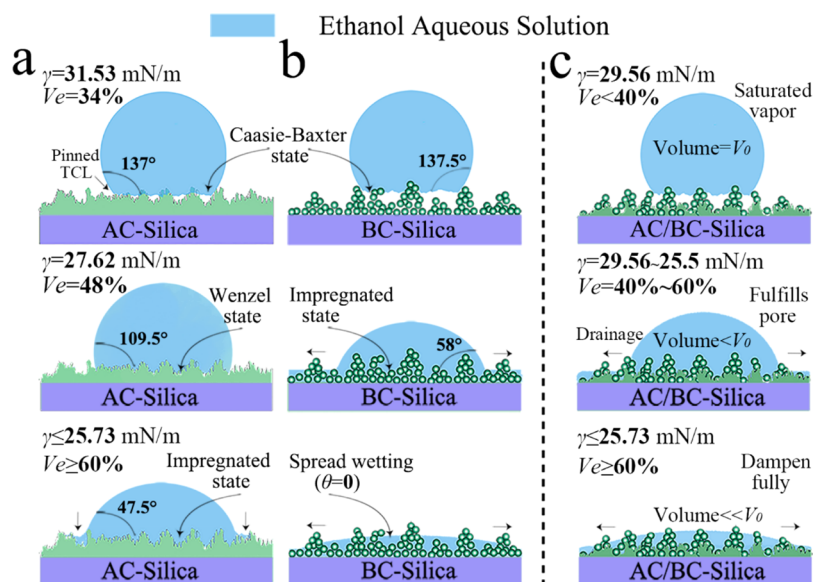 Ethanol Aqueous Solution
a
γ=31.53 mN/m
Ve=34%
Pinned
TCL
137°
Caasie-Baxter
state
AC-Silica
b
137.5°
BC-Silica
c
γ=29.56 mN/m
Ve<40%
Saturated
vapor
Volume=V0
AC/BC-Silica
γ=27.62 mN/m
Ve=48%
Wenzel
state
109.5°
AC-Silica
Impregnated
state
58°
BC-Silica
γ=29.56~25.5 mN/m
Ve=40%~60%
Fulfills
pore
Drainage
Volume<V0
AC/BC-Silica
γ≤25.73 mN/m
Ve≥60%
Impregnated
state
47.5°
AC-Silica
Spread wetting
(θ=0)
BC-Silica
γ≤25.73 mN/m
Ve≥60%
Dampen
fully
Volume<<V0
AC/BC-Silica